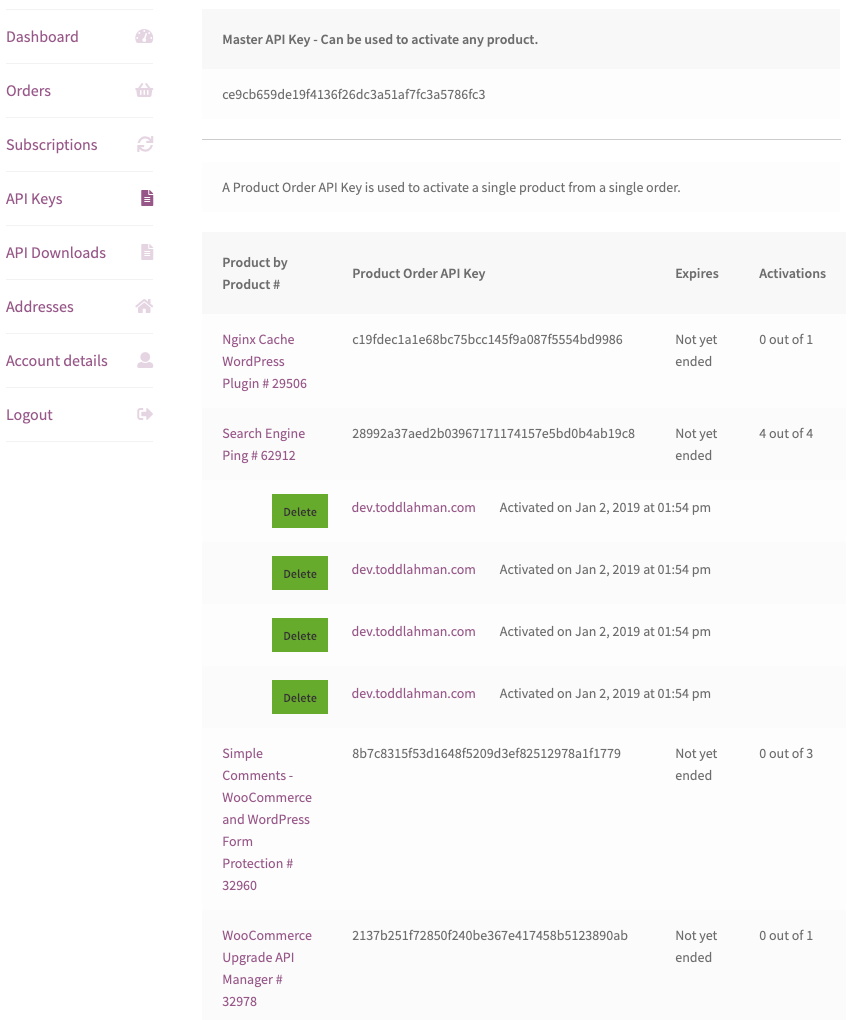 Dashboard
Orders
Subscriptions
API Keys
API Downloads
Addresses
Account details
Logout
Master API Key - Can be used to activate any product.
ce9cb659de19f4136f26dc3a51af7fc3a5786fc3
A Product Order API Key is used to activate a single product from a single order.
Product by
Product #
Product Order API Key
Expires
Activations
Nginx Cache
WordPress
Plugin # 29506
c19fdec1a1e68bc75bcc145f9a087f5554bd9986
Not yet
ended
0 out of 1
Search Engine
Ping # 62912
28992a37aed2b03967171174157e5bd0b4ab19c8
Not yet
ended
4 out of 4
Delete dev.toddlahman.com Activated on Jan 2, 2019 at 01:54 pm
Delete dev.toddlahman.com Activated on Jan 2, 2019 at 01:54 pm
Delete dev.toddlahman.com Activated on Jan 2, 2019 at 01:54 pm
Delete dev.toddlahman.com Activated on Jan 2, 2019 at 01:54 pm
Simple
Comments -
WooCommerce
and WordPress
Form
Protection #
32960
8b7c8315f53d1648f5209d3ef82512978a1f1779
Not yet
ended
0 out of 3
WooCommerce
Upgrade API
Manager #
32978
2137b251f72850f240be367e417458b5123890ab
Not yet
ended
0 out of 1